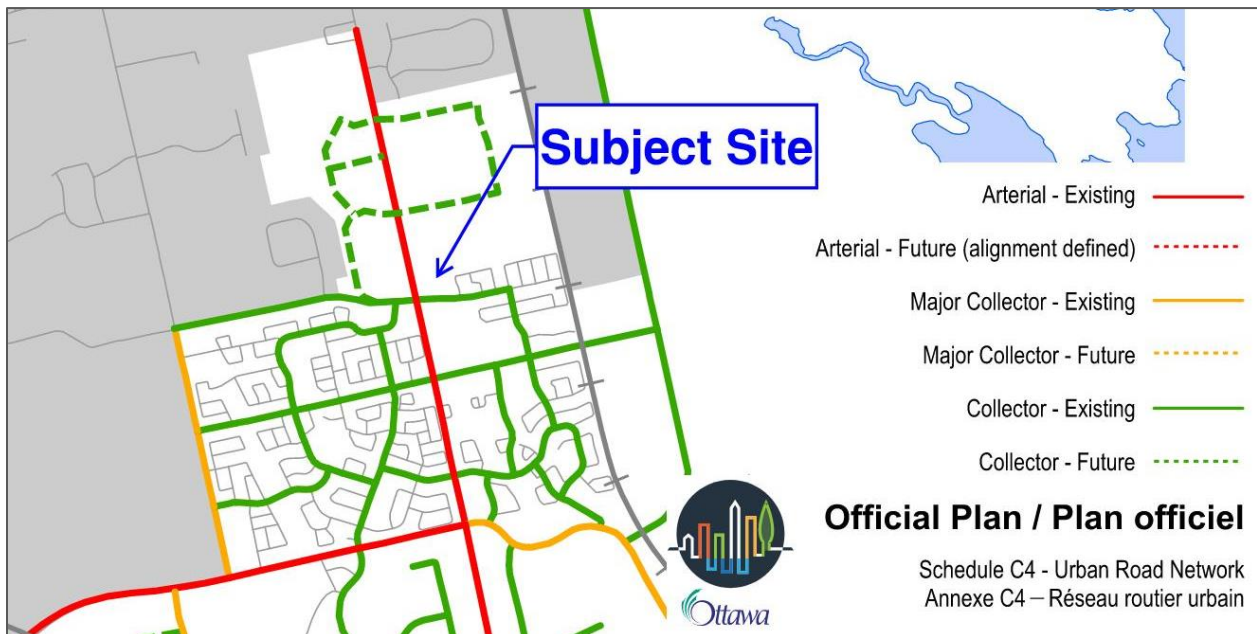 Subject Site
Arterial - Existing
Arterial - Future (alignment defined)
Major Collector - Existing
Major Collector - Future
Collector - Existing
Collector - Future
Official Plan / Plan officiel
Schedule C4 - Urban Road Network
Annexe C4 – Réseau routier urbain
Ottawa